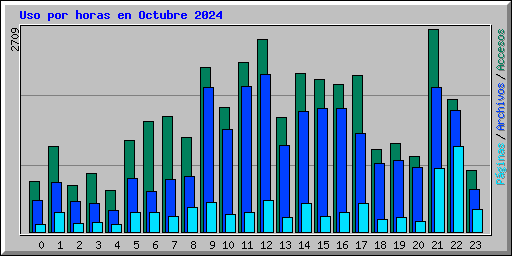 Uso por horas en Octubre 2024
2709
Páginas / Archivos / Accesos
0 1 2 3 4 5 6 7 8 9 10 11 12 13 14 15 16 17 18 19 20 21 22 23